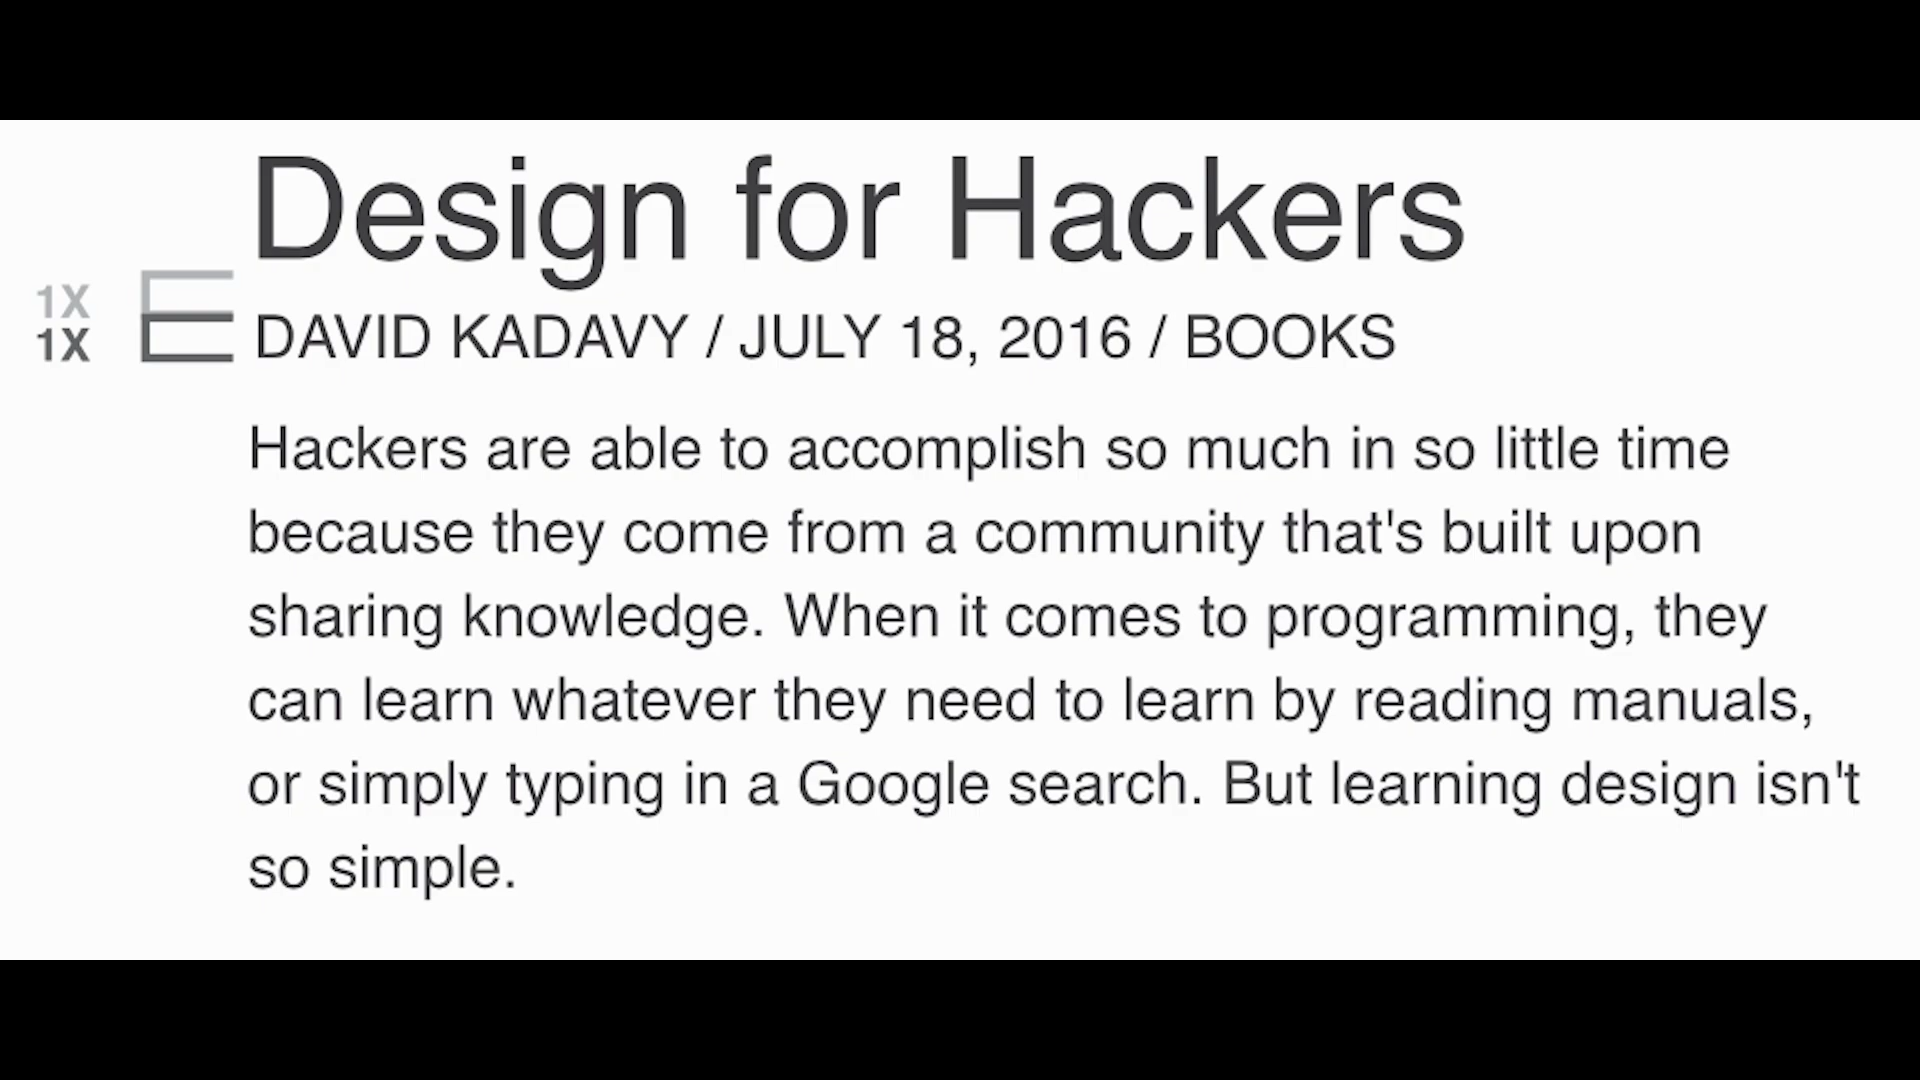 Design for Hackers
1X
1X
DAVID KADAVY / JULY 18, 2016 / BOOKS
Hackers are able to accomplish so much in so little time
because they come from a community that's built upon
sharing knowledge. When it comes to programming, they
can learn whatever they need to learn by reading manuals,
or simply typing in a Google search. But learning design isn't
so simple.